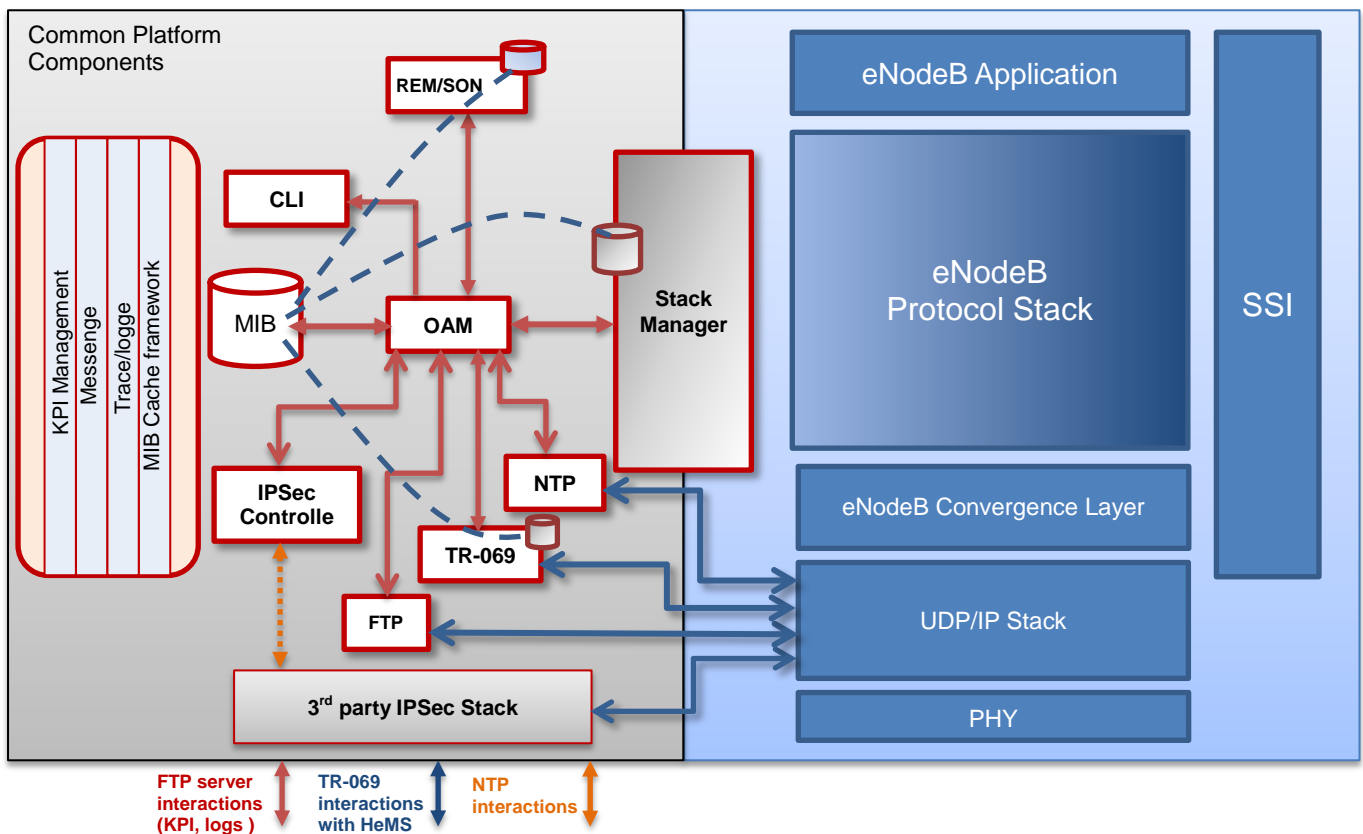 Common Platform
Components
REM/SON
CLI
MIB
OAM
Stack
Manager
KPI Management
Messenge
Trace/logge
MIB Cache framework
IPSec
Controlle
NTP
TR-069
FTP
3rd party IPSec Stack
eNodeB Application
eNodeB
Protocol Stack
SSI
eNodeB Convergence Layer
UDP/IP Stack
PHY
FTP server
interactions
(KPI, logs )
TR-069
interactions
with HeMS
NTP
interactions